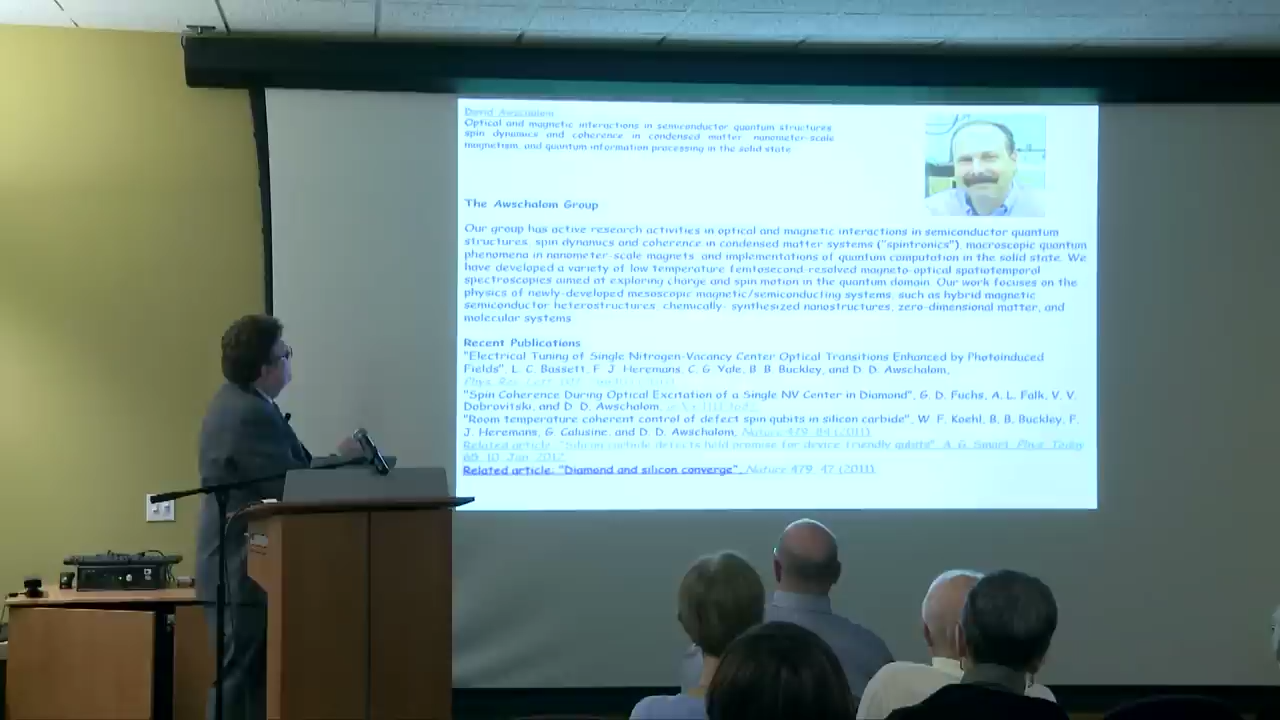 David Awschalom
Optical and magnetic interactions in semiconductor quantum structures,
spin dynamics and coherence in condensed matter, nanometer-scale
magnetism, and quantum information processing in the solid state.
The Awschalom Group
Our group has active research activities in optical and magnetic interactions in semiconductor quantum
structures, spin dynamics and coherence in condensed matter systems ("spintronics"), macroscopic quantum
phenomena in nanometer-scale magnets, and implementations of quantum computation in the solid state. We
have developed a variety of low temperature femtosecond-resolved magneto-optical spatiotemporal
spectroscopies aimed at exploring charge and spin motion in the quantum domain. Our work focuses on the
physics of newly-developed mesoscopic magnetic/semiconducting systems, such as hybrid magnetic
semiconductor heterostructures, chemically- synthesized nanostructures, zero-dimensional matter, and
molecular systems
Recent Publications
"Electrical Tuning of Single Nitrogen-Vacancy Center Optical Transitions Enhanced by Photoinduced
Fields", L. C. Bassett, F. J. Heremans, C. G. Yale, B. B. Buckley, and D. D. Awschalom,
Phys. Rev. Lett. 107,
"Spin Coherence During Optical Excitation of a Single NV Center in Diamond", G. D. Fuchs, A. L. Falk, V. V.
Dobrovitski, and D. D. Awschalom,
"Room temperature coherent control of defect spin qubits in silicon carbide", W. F. Koehl, B. B. Buckley, F.
J. Heremans, G. Calusine, and D. D. Awschalom, Nature 479, 84 (2011).
Related article: "Silicon carbide defects hold promise for device-friendly qubits", A. G. Smart, Phys. Today
65, 10, Jan. 2012.
Related article: "Diamond and silicon converge", Nature 479, 47 (2011).